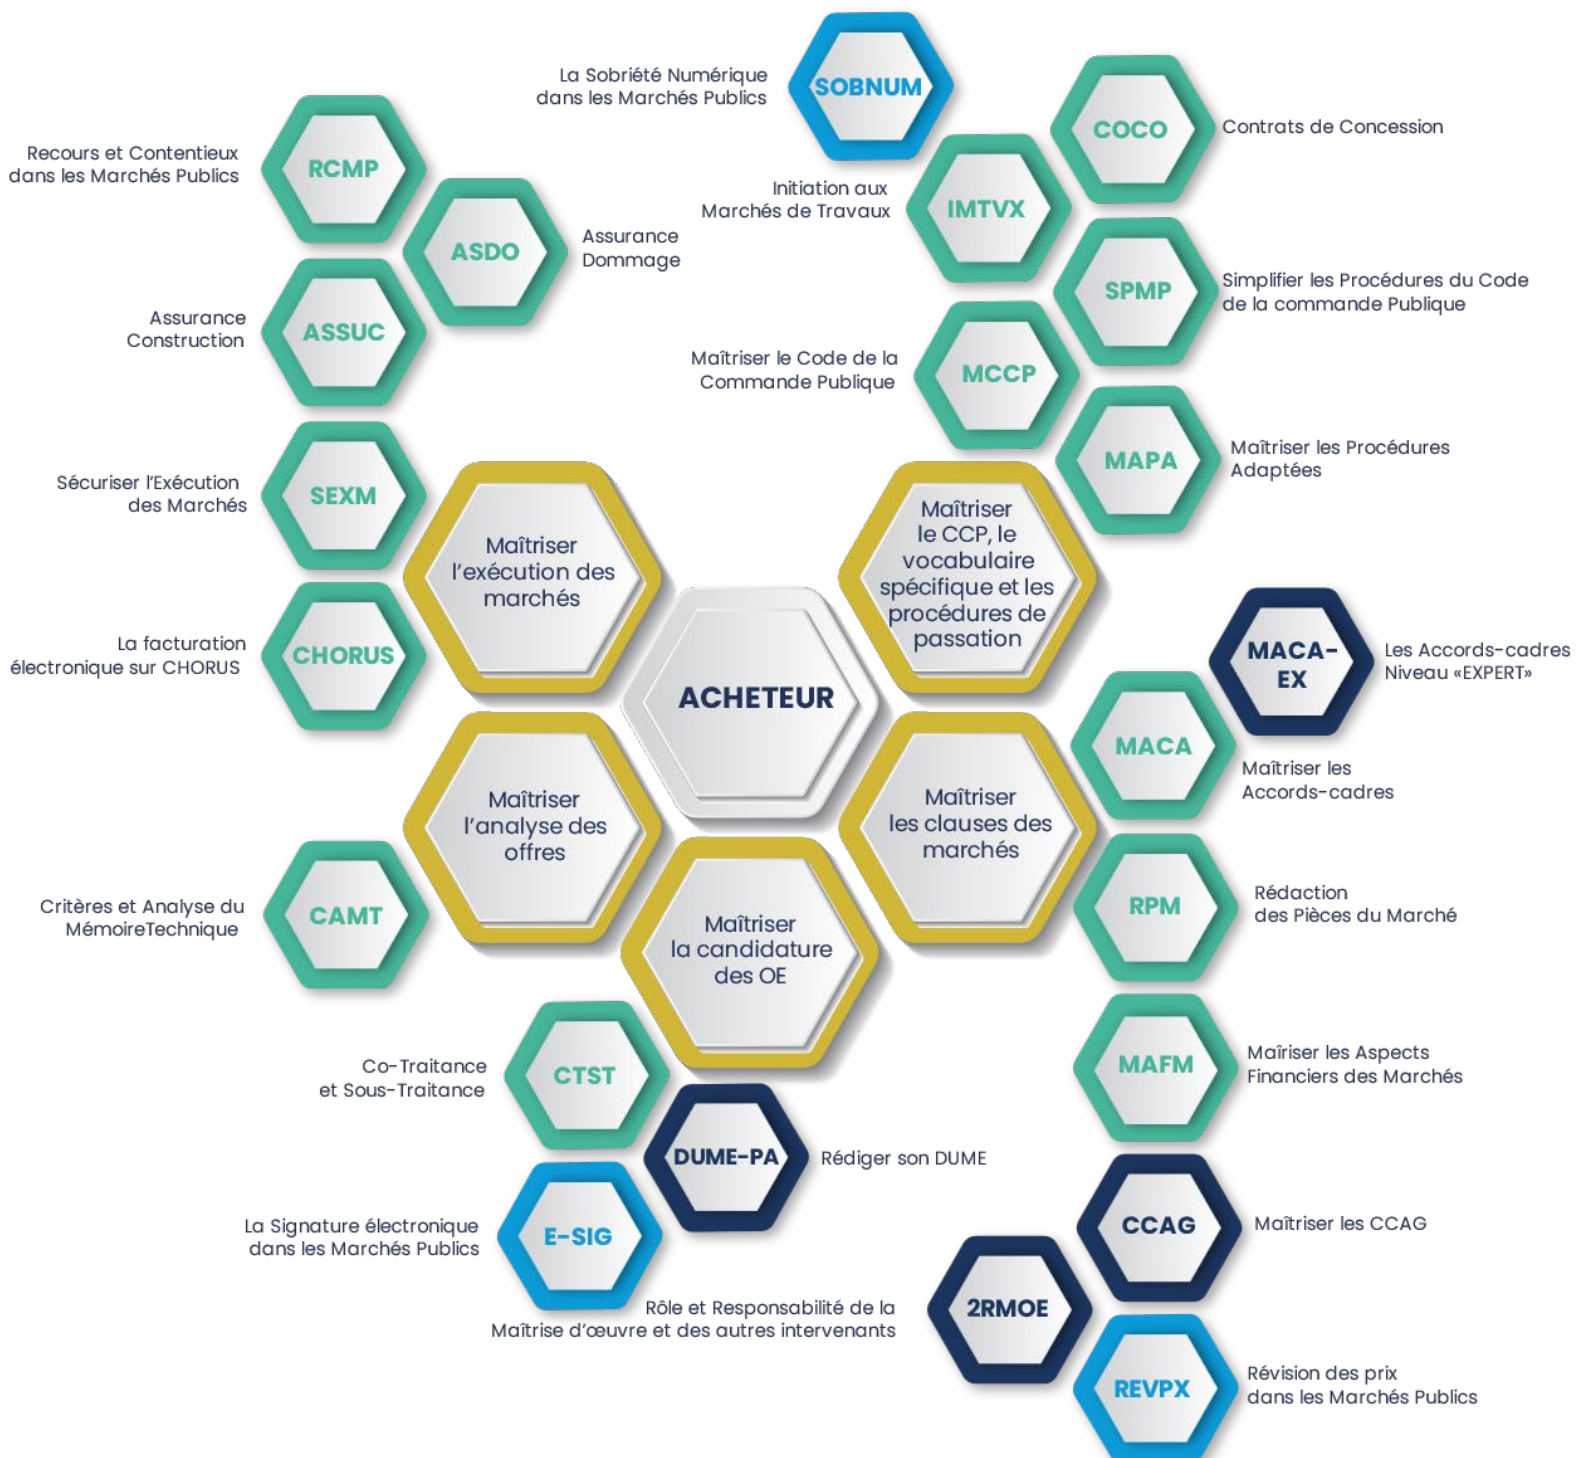 La Sobriété Numérique
dans les Marchés Publics
SOBNUM
COCO
Contrats de Concession
Recours et Contentieux
dans les Marchés Publics
RCMP
ASDO
Assurance
Dommage
Initiation aux
Marchés de Travaux
IMTVX
SPMP
Simplifier les Procédures du Code
de la commande Publique
Assurance
Construction
ASSUC
Maîtriser le Code de la
Commande Publique
MCCP
MAPA
Maîtriser les Procédures
Adaptées
Sécuriser l'Exécution
des Marchés
SEXM
Maîtriser
l'exécution des
marchés
Maîtriser
le CCP, le
vocabulaire
spécifique et les
procédures de
passation
La facturation
électronique sur CHORUS
CHORUS
ACHETEUR
MACA-
EX
Les Accords-cadres
Niveau «EXPERT»
MACA
Maîtriser les
Accords-cadres
Maîtriser
l'analyse des
offres
Maîtriser
les clauses des
marchés
Critères et Analyse du
MémoireTechnique
CAMT
Maîtriser
la candidature
des OE
RPM
Rédaction
des Pièces du Marché
Co-Traitance
et Sous-Traitance
CTST
MAFM
Maîriser les Aspects
Financiers des Marchés
DUME-PA
Rédiger son DUME
La Signature électronique
dans les Marchés Publics
E-SIG
CCAG
Maîtriser les CCAG
Rôle et Responsabilité de la
Maîtrise d'œuvre et des autres intervenants
2RMOE
REVPX
Révision des prix
dans les Marchés Publics